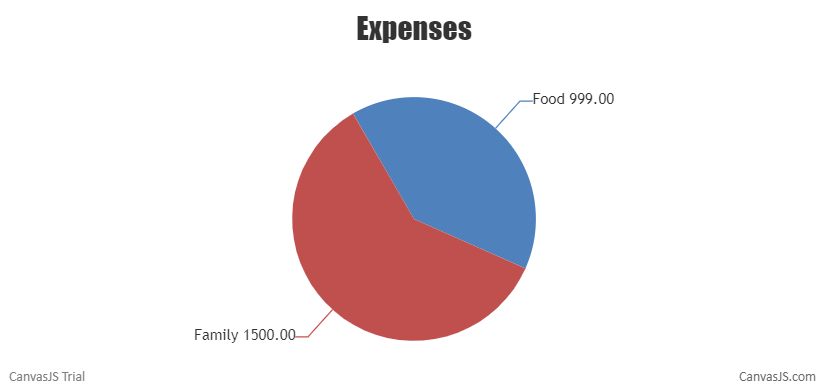 Expenses
Food 999.00
Family 1500.00
CanvasJS Trial
CanvasJS.com